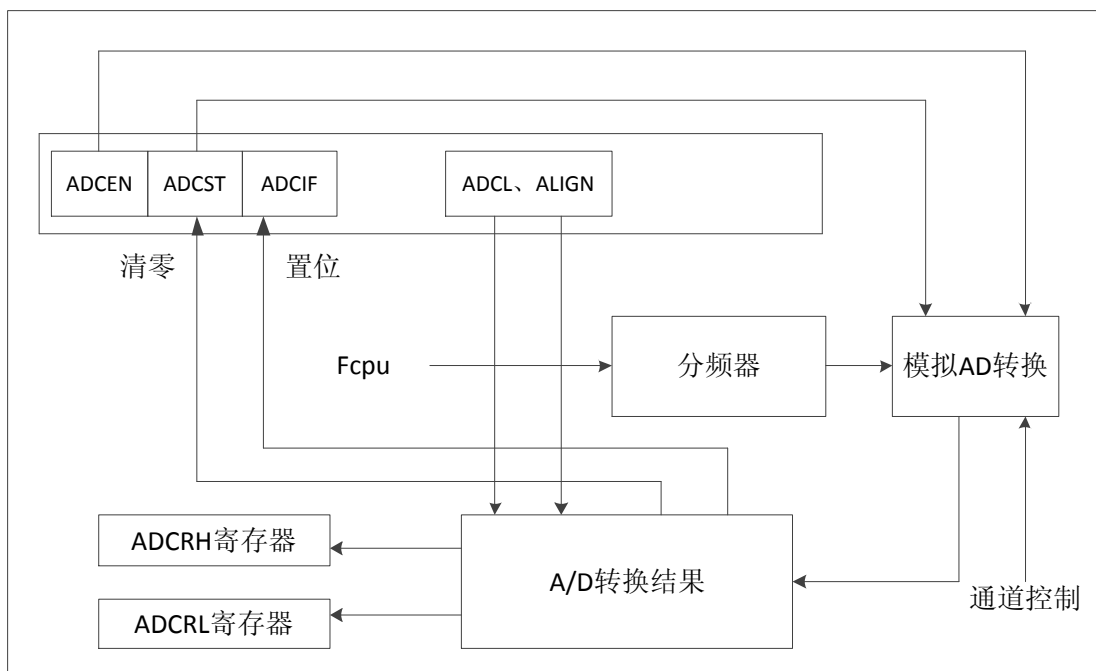 ADCEN
ADCST
ADCIF
ADCL、ALIGN
清零
置位
Fcpu
分频器
模拟AD转换
ADCRH寄存器
A/D转换结果
通道控制
ADCRL寄存器